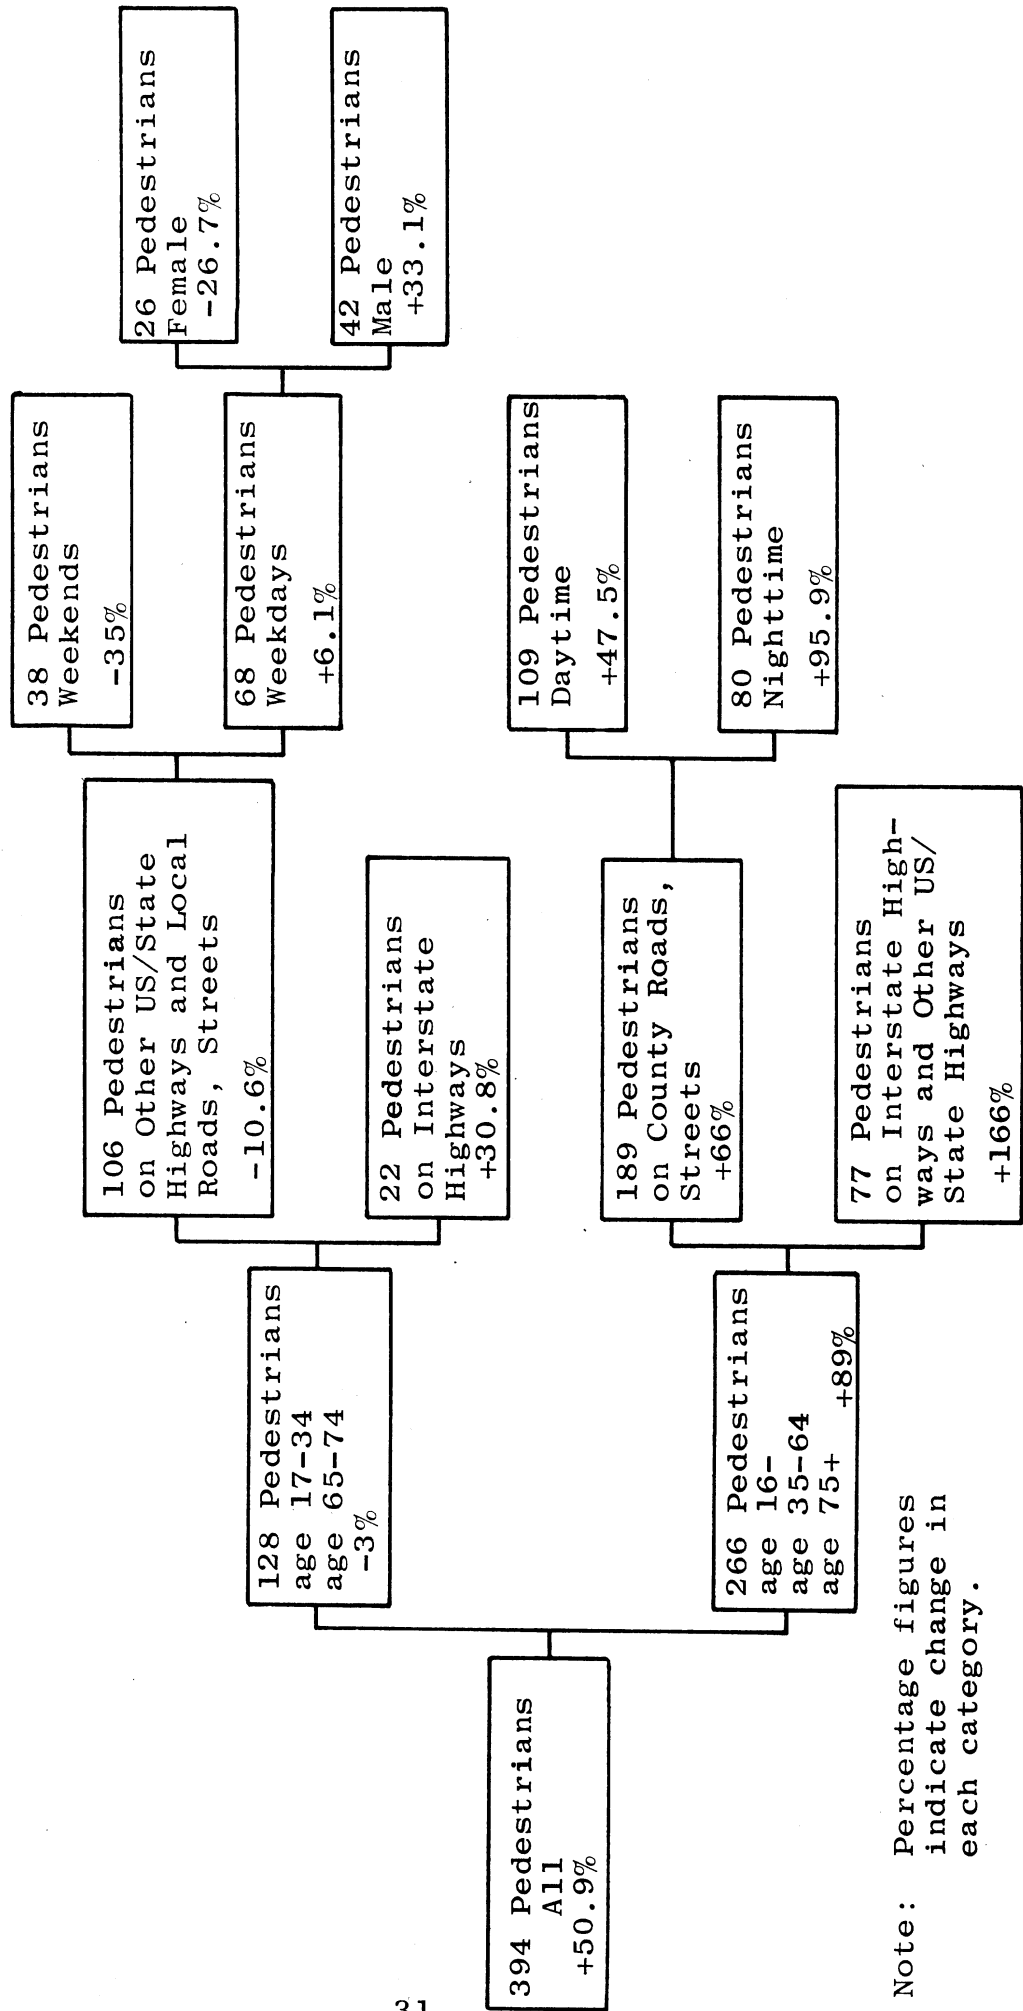 394 Pedestrians
All
+50.9%
128 Pedestrians
age 17-34
age 65-74
-3%
266 Pedestrians
age 16-
age 35-64
age 75+
+89%
106 Pedestrians
on Other US/State
Highways and Local
Roads, Streets
-10.6%
22 Pedestrians
on Interstate
Highways
+30.8%
189 Pedestrians
on County Roads,
Streets
+66%
77 Pedestrians
on Interstate High-
ways and Other US/
State Highways
+166%
38 Pedestrians
Weekends
-35%
68 Pedestrians
Weekdays
+6.1%
109 Pedestrians
Daytime
+47.5%
80 Pedestrians
Nighttime
+95.9%
26 Pedestrians
Female
-26.7%
42 Pedestrians
Male
+33.1%
Note: Percentage figures
indicate change in
each category.
31